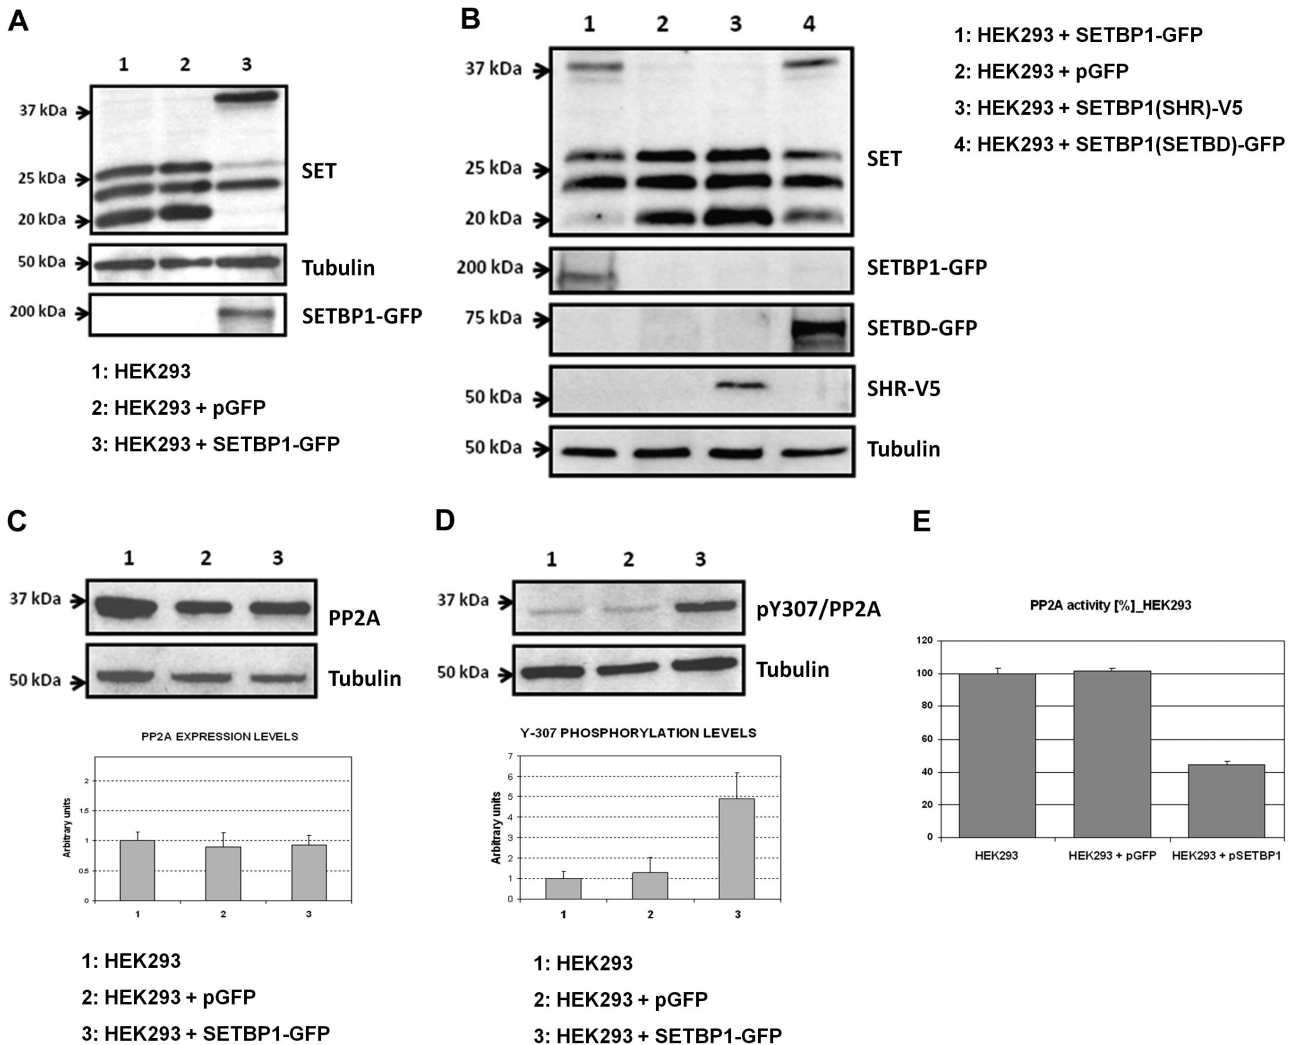 A
1 2 3
37 kDa
25 kDa
20 kDa
SET
50 kDa
Tubulin
200 kDa
SETBP1-GFP
1: HEK293
2: HEK293 + pGFP
3: HEK293 + SETBP1-GFP
B
1 2 3 4
37 kDa
25 kDa
20 kDa
SET
200 kDa
SETBP1-GFP
75 kDa
SETBD-GFP
50 kDa
SHR-V5
50 kDa
Tubulin
1: HEK293 + SETBP1-GFP
2: HEK293 + pGFP
3: HEK293 + SETBP1(SHR)-V5
4: HEK293 + SETBP1(SETBD)-GFP
C
1 2 3
37 kDa
PP2A
50 kDa
Tubulin
PP2A EXPRESSION LEVELS
Arbitrary units
2
1.5
1
0.5
0
1 2 3
1: HEK293
2: HEK293 + pGFP
3: HEK293 + SETBP1-GFP
D
1 2 3
37 kDa
pY307/PP2A
50 kDa
Tubulin
Y-307 PHOSPHORYLATION LEVELS
Arbitrary units
7
6
5
4
3
2
1
0
1 2 3
1: HEK293
2: HEK293 + pGFP
3: HEK293 + SETBP1-GFP
E
PP2A activity [%]_HEK293
120
100
80
60
40
20
0
HEK293 HEK293 + pGFP HEK293 + pSETBP1